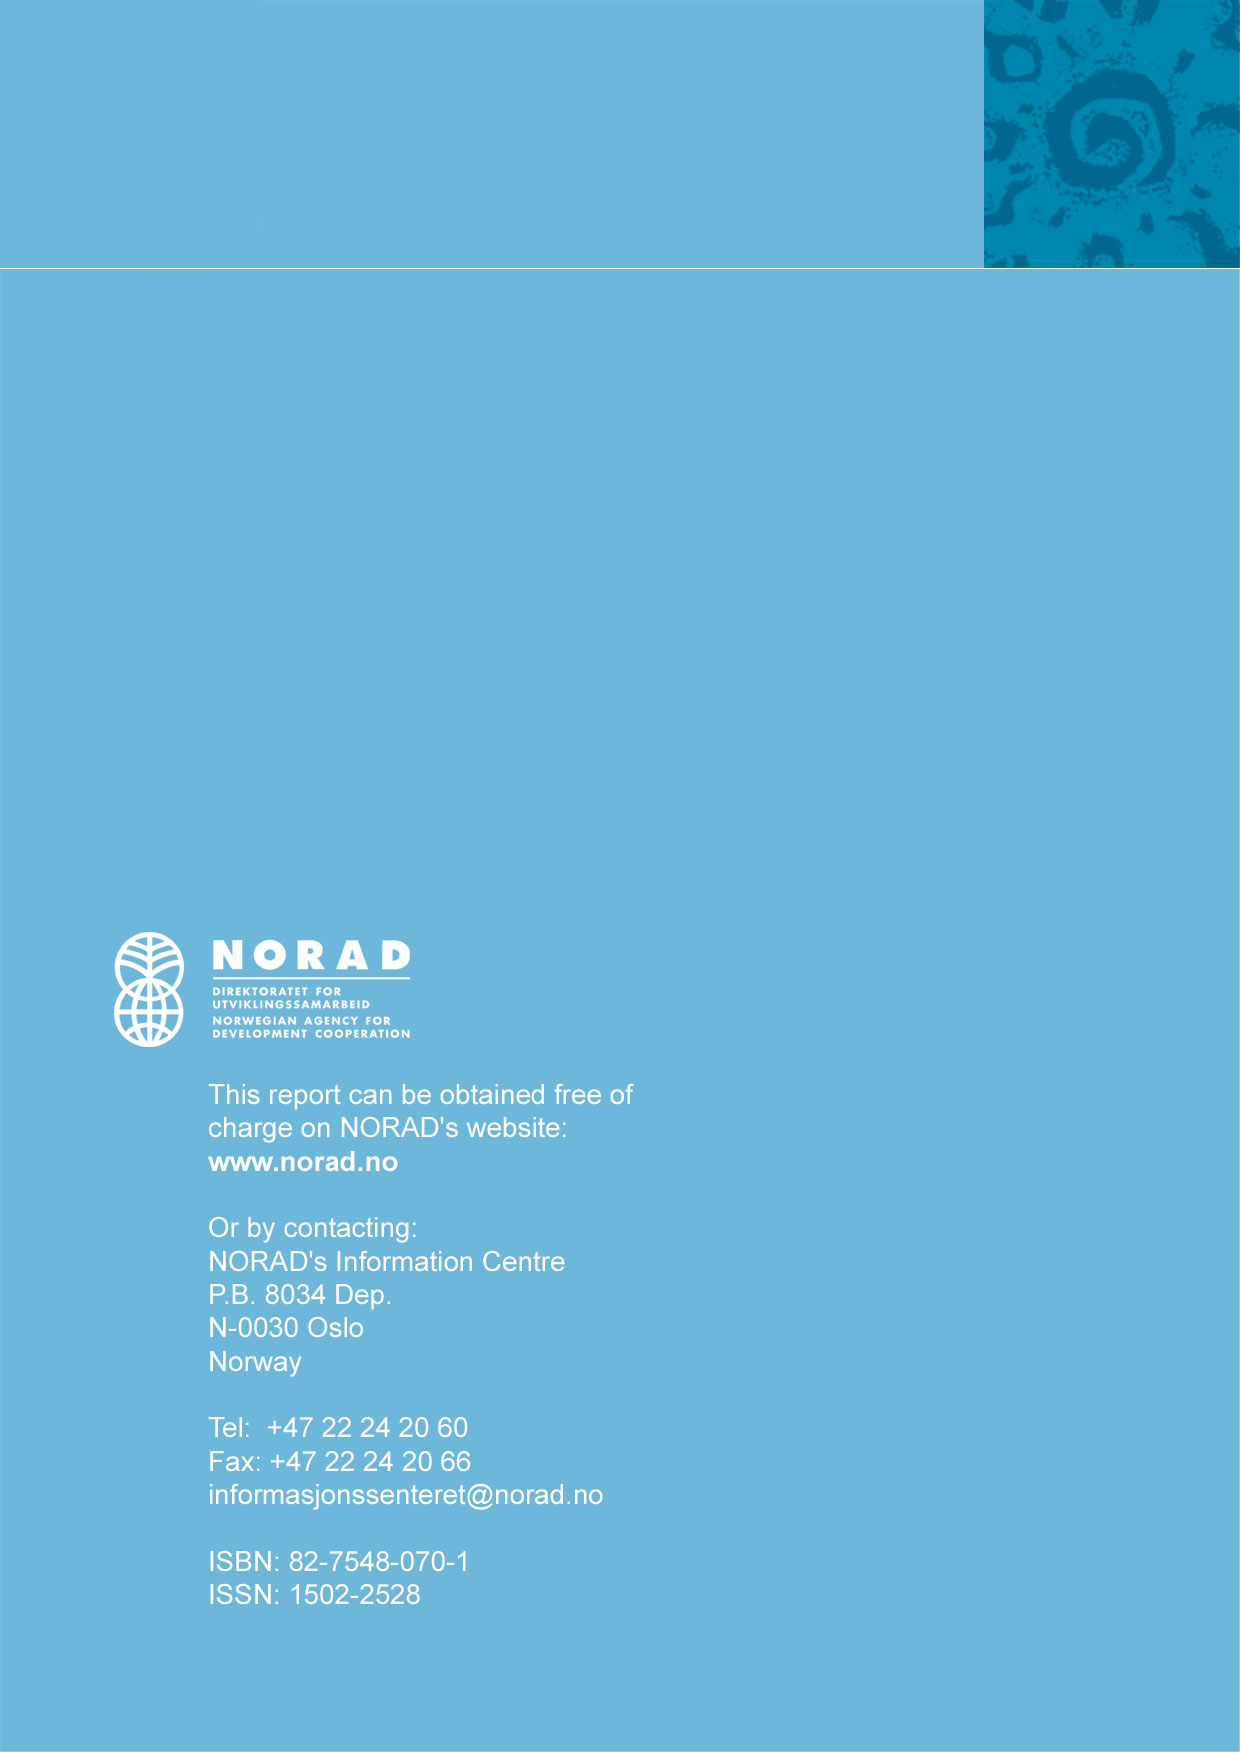 NORAD
DIREKTORATET FOR
UTVIKLINGSSAMARBEID
NORWEGIAN AGENCY FOR
DEVELOPMENT COOPERATION
This report can be obtained free of
charge on NORAD's website:
www.norad.no
Or by contacting:
NORAD's Information Centre
P.B. 8034 Dep.
N-0030 Oslo
Norway
Tel:  +47 22 24 20 60
Fax: +47 22 24 20 66
informasjonssenteret@norad.no
ISBN: 82-7548-070-1
ISSN: 1502-2528